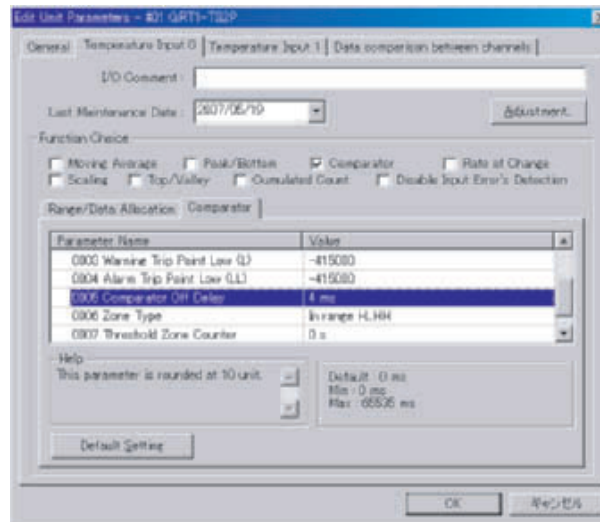 Edit Unit Parameters - #01 GRT1-TS2P
General Temperature Input 0 Temperature Input 1 Data comparison between channels
I/O Comment :
Last Maintenance Date : 2007/05/19 Adjustment..
Function Choice
Moving Average Peak/Bottom Comparator Rate of Change
Scaling Top/Valley Cumulated Count Disable Input Error's Detection
Range/Data Allocation Comparator
Parameter Name Value
0803 Warning Trip Point Low (L) -415000
0804 Alarm Trip Point Low (LL) -415000
0805 Comparator Off Delay 4 ms
0806 Zone Type In range H..HH
0807 Threshold Zone Counter 0 s
Help
This parameter is rounded at 10 unit.
Default : 0 ms
Min : 0 ms
Max : 65535 ms
Default Setting
OK キャンセル